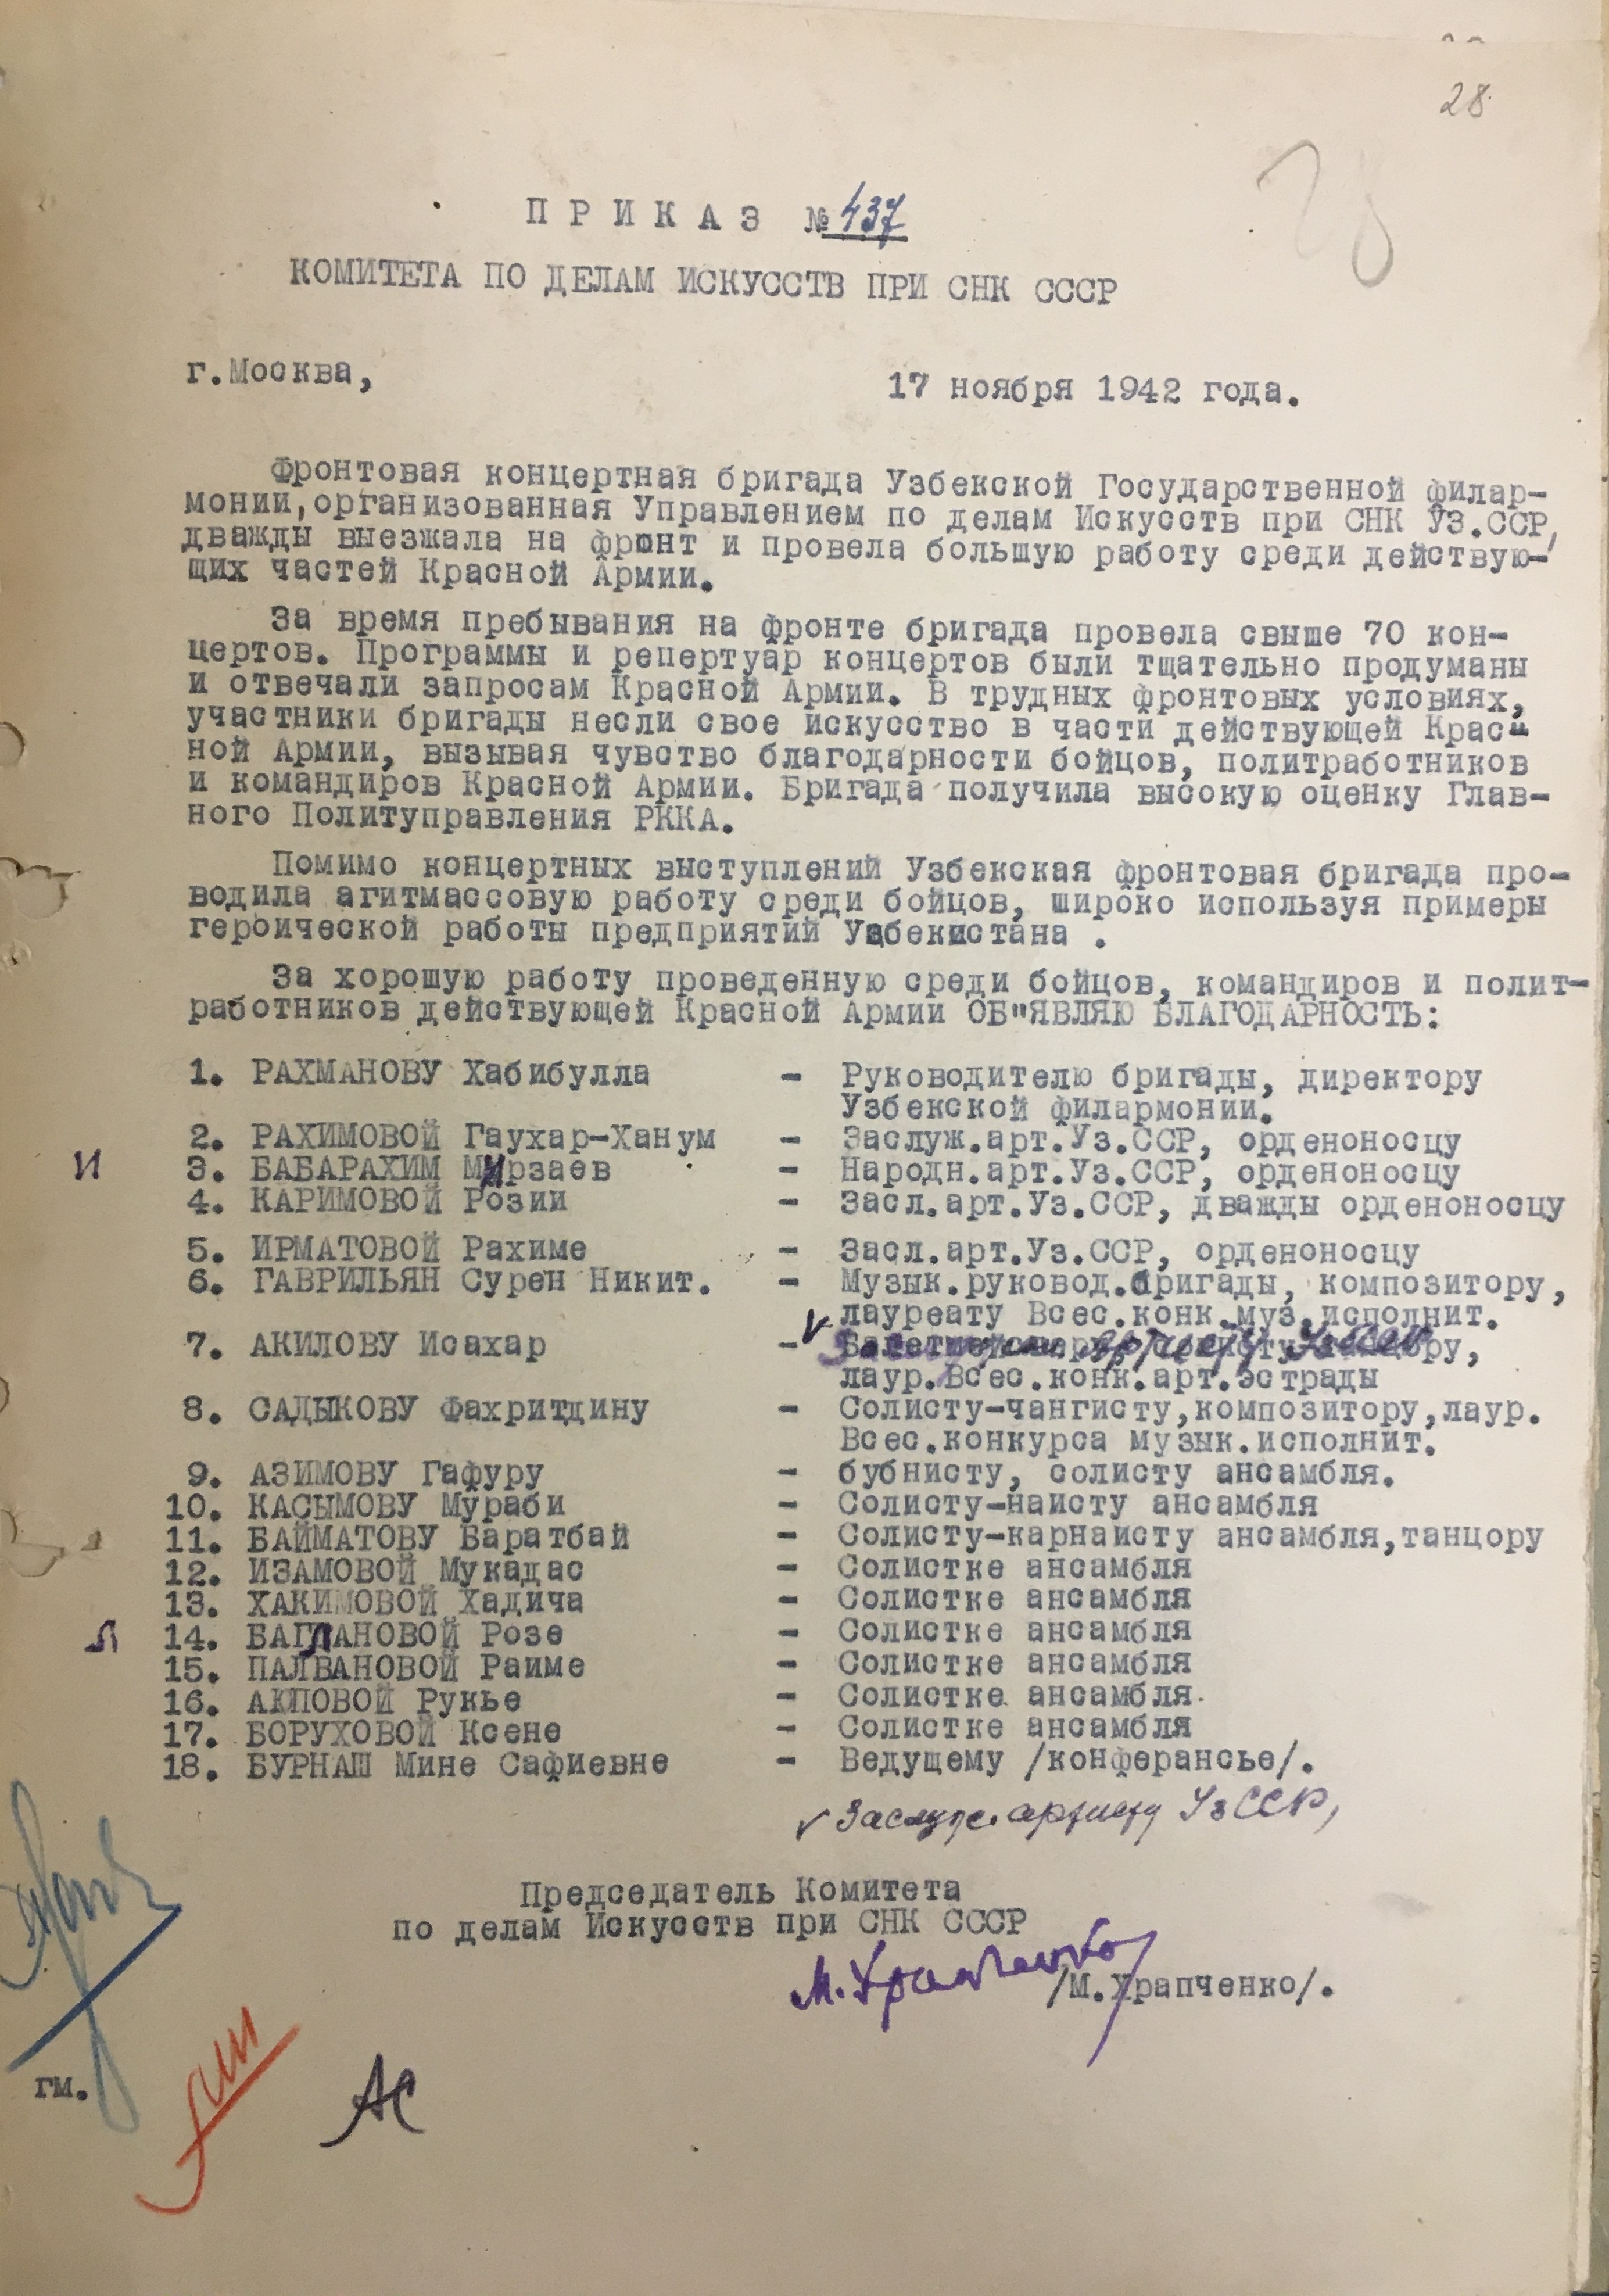 28
28
П Р И К А З № 437
КОМИТЕТА ПО ДЕЛАМ ИСКУССТВ ПРИ СНК СССР
г.Москва, 17 ноября 1942 года.
Фронтовая концертная бригада Узбекской Государственной филар-
монии,организованная Управлением по делам Искусств при СНК Уз.ССР,
дважды выезжала на фронт и провела большую работу среди действую-
щих частей Красной Армии.
За время пребывания на фронте бригада провела свыше 70 кон-
цертов. Программы и репертуар концертов были тщательно продуманы
и отвечали запросам Красной Армии. В трудных фронтовых условиях,
участники бригады несли свое искусство в части действующей Крас-
ной Армии, вызывая чувство благодарности бойцов, политработников
и командиров Красной Армии. Бригада получила высокую оценку Глав-
ного Политуправления РККА.
Помимо концертных выступлений Узбекская фронтовая бригада про-
водила агитмассовую работу среди бойцов, широко используя примеры
героической работы предприятий Узбекистана .
За хорошую работу проведенную среди бойцов, командиров и полит-
работников действующей Красной Армии ОБ"ЯВЛЯЮ БЛАГОДАРНОСТЬ:
1. РАХМАНОВУ Хабибулла - Руководителю бригады, директору
Узбекской филармонии.
2. РАХИМОВОЙ Гаухар-Ханум - Заслуж.арт.Уз.ССР, орденоносцу
И 3. БАБАРАХИМ Мирзаев - Народн.арт.Уз.ССР, орденоносцу
4. КАРИМОВОЙ Розии - Засл.арт.Уз.ССР, дважды орденоносцу
5. ИРМАТОВОЙ Рахиме - Засл.арт.Уз.ССР, орденоносцу
6. ГАВРИЛЬЯН Сурен Никит. - Музык.руковод.бригады, композитору,
лауреату Всес.конк.муз.исполнит.
7. АКИЛОВУ Исахар - Балетмейстеру,
лаур.Всес.конк.арт.эстрады
8. САДЫКОВУ Фахритдину - Солисту-чангисту,композитору,лаур.
Всес.конкурса музык.исполнит.
9. АЗИМОВУ Гафуру - бубнисту, солисту ансамбля.
10. КАСЫМОВУ Мураби - Солисту-наисту ансамбля
11. БАЙМАТОВУ Баратбай - Солисту-карнаисту ансамбля,танцору
12. ИЗАМОВОЙ Мукадас - Солистке ансамбля
13. ХАКИМОВОЙ Хадича - Солистке ансамбля
Л 14. БАГЛАНОВОЙ Розе - Солистке ансамбля
15. ПАЛВАНОВОЙ Раиме - Солистке ансамбля
16. АЮПОВОЙ Рукье - Солистке ансамбля
17. БОРУХОВОЙ Ксене - Солистке ансамбля
18. БУРНАШ Мине Сафиевне - Ведущему /конферансье/.
√ Заслуж. артисту УзССР,
Председатель Комитета
по делам Искусств при СНК СССР
М.Храпченко
/М.Храпченко/.
гм.
АС